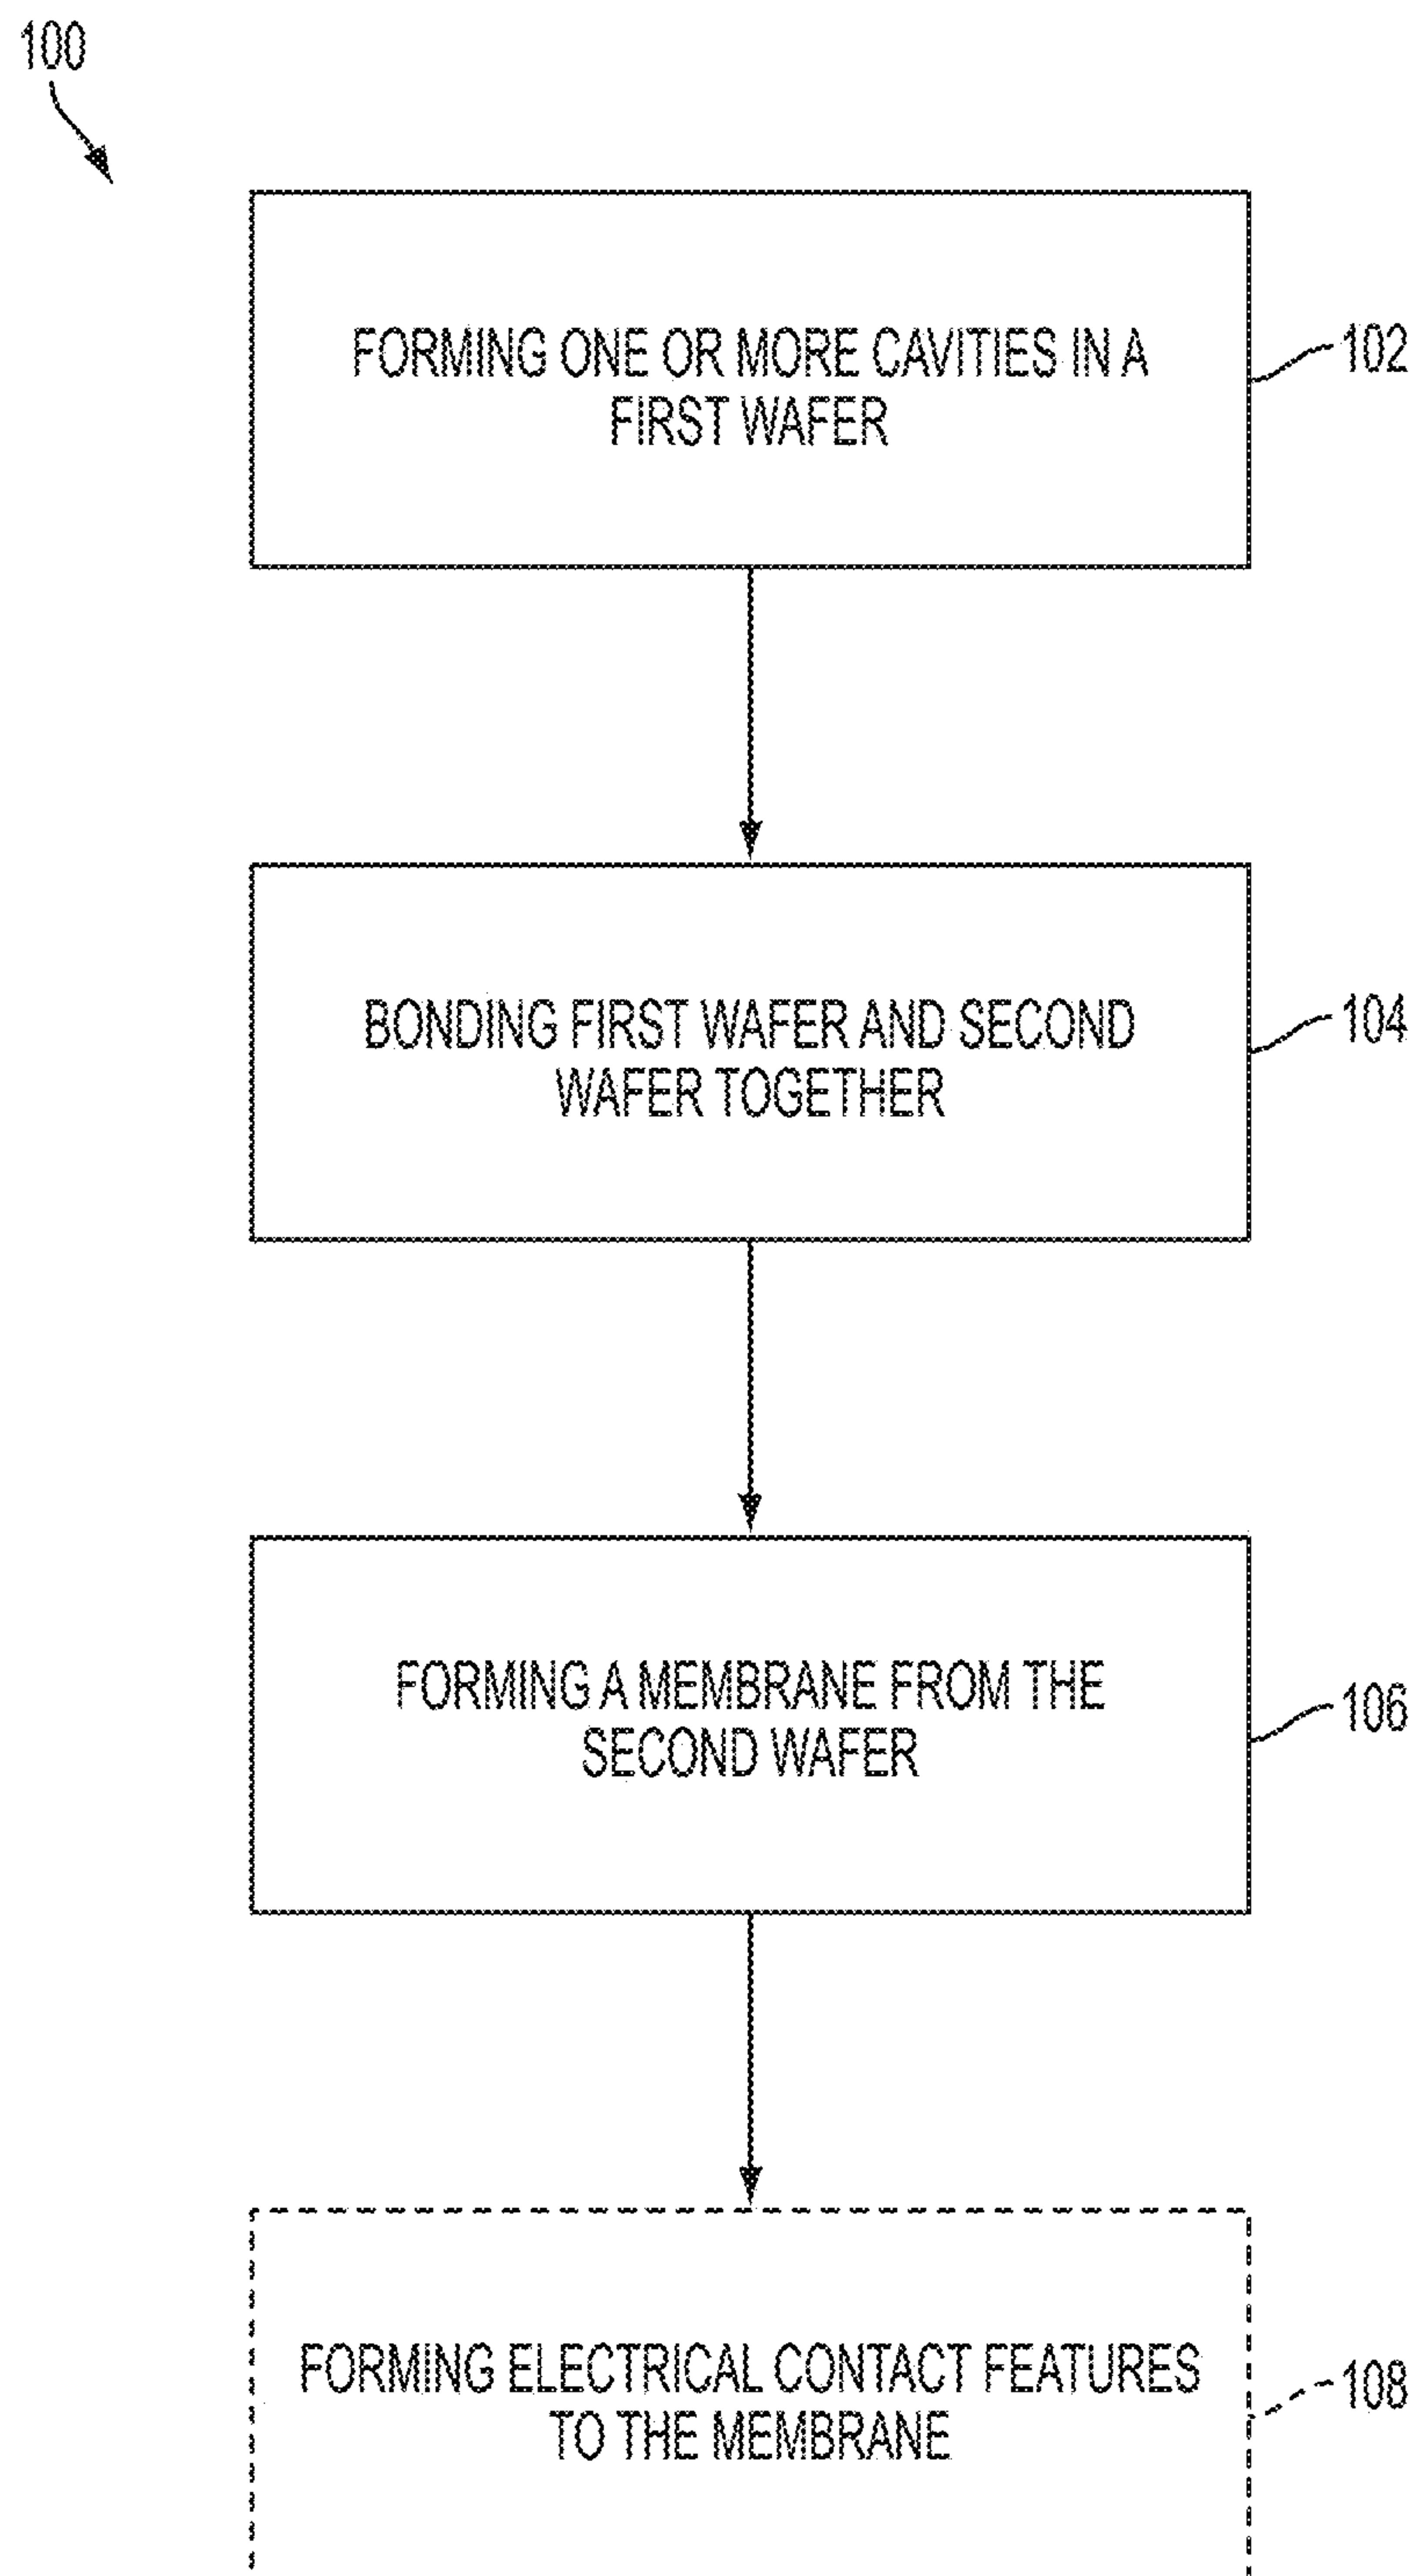 100
FORMING ONE OR MORE CAVITIES IN A
FIRST WAFER
102
BONDING FIRST WAFER AND SECOND
WAFER TOGETHER
104
FORMING A MEMBRANE FROM THE
SECOND WAFER
106
FORMING ELECTRICAL CONTACT FEATURES
TO THE MEMBRANE
108